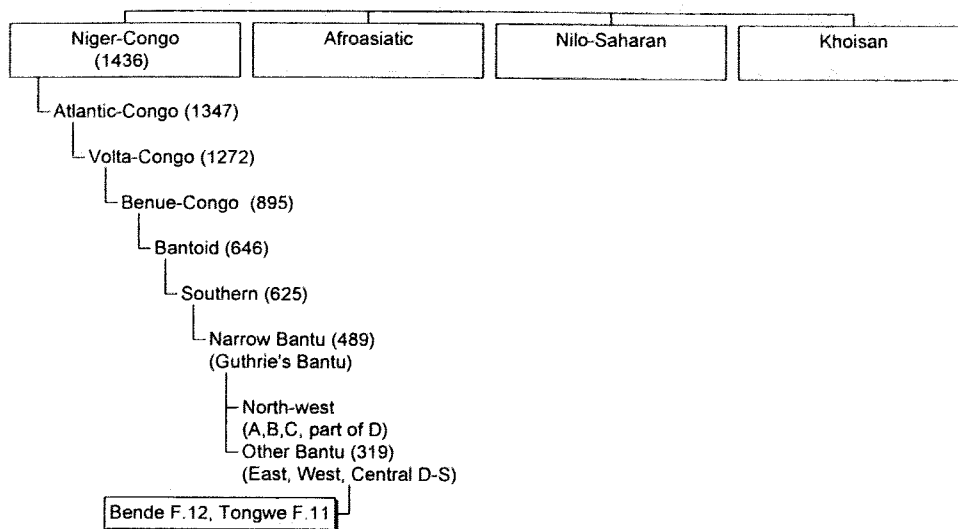 Niger-Congo
(1436)
Afroasiatic
Nilo-Saharan
Khoisan
Atlantic-Congo (1347)
Volta-Congo (1272)
Benue-Congo (895)
Bantoid (646)
Southern (625)
Narrow Bantu (489)
(Guthrie's Bantu)
North-west
(A,B,C, part of D)
Other Bantu (319)
(East, West, Central D-S)
Bende F.12, Tongwe F.11